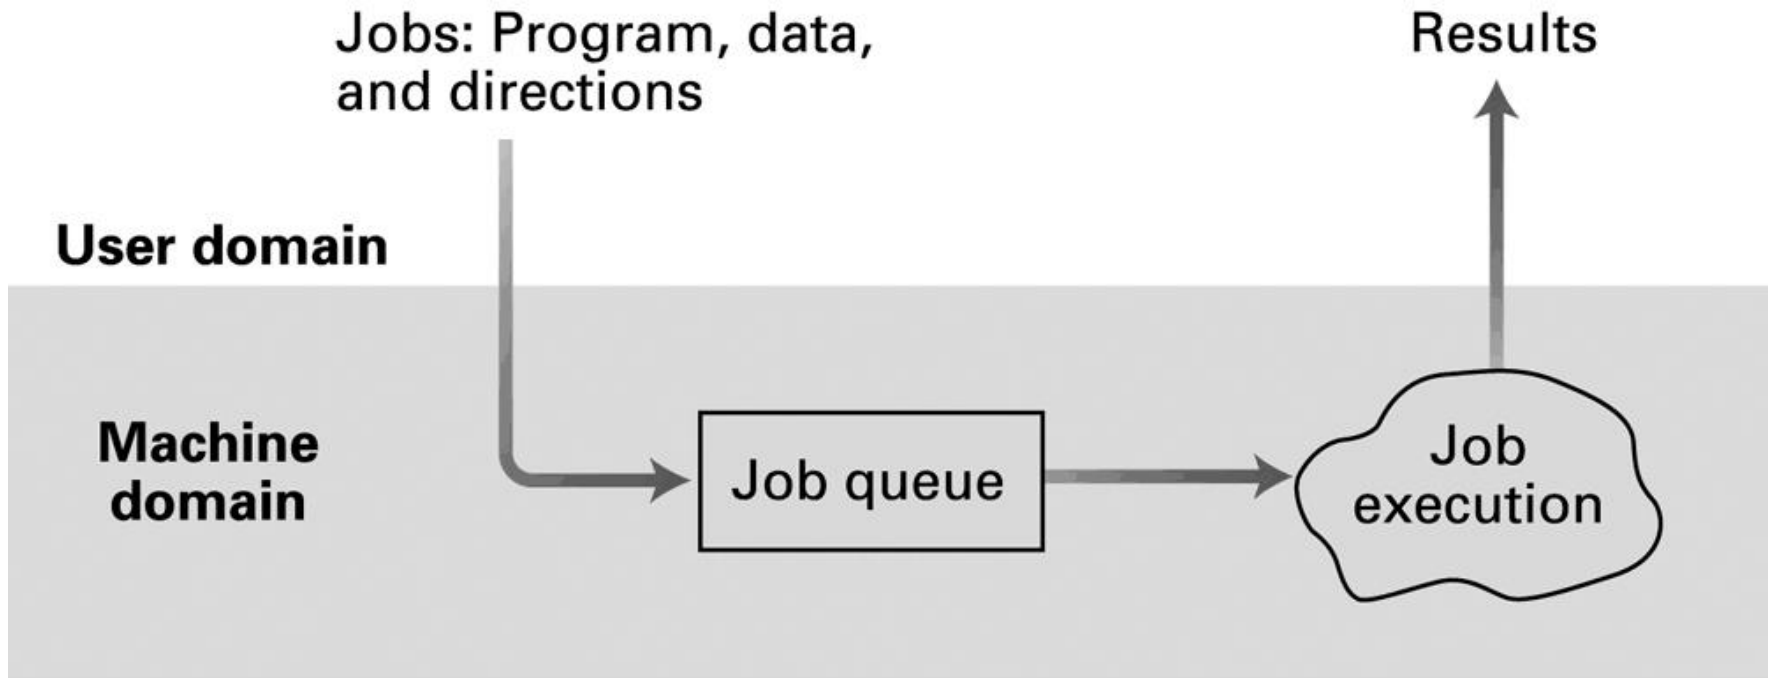 Jobs: Program, data,
and directions
Results
User domain
Machine
domain
Job queue
Job
execution